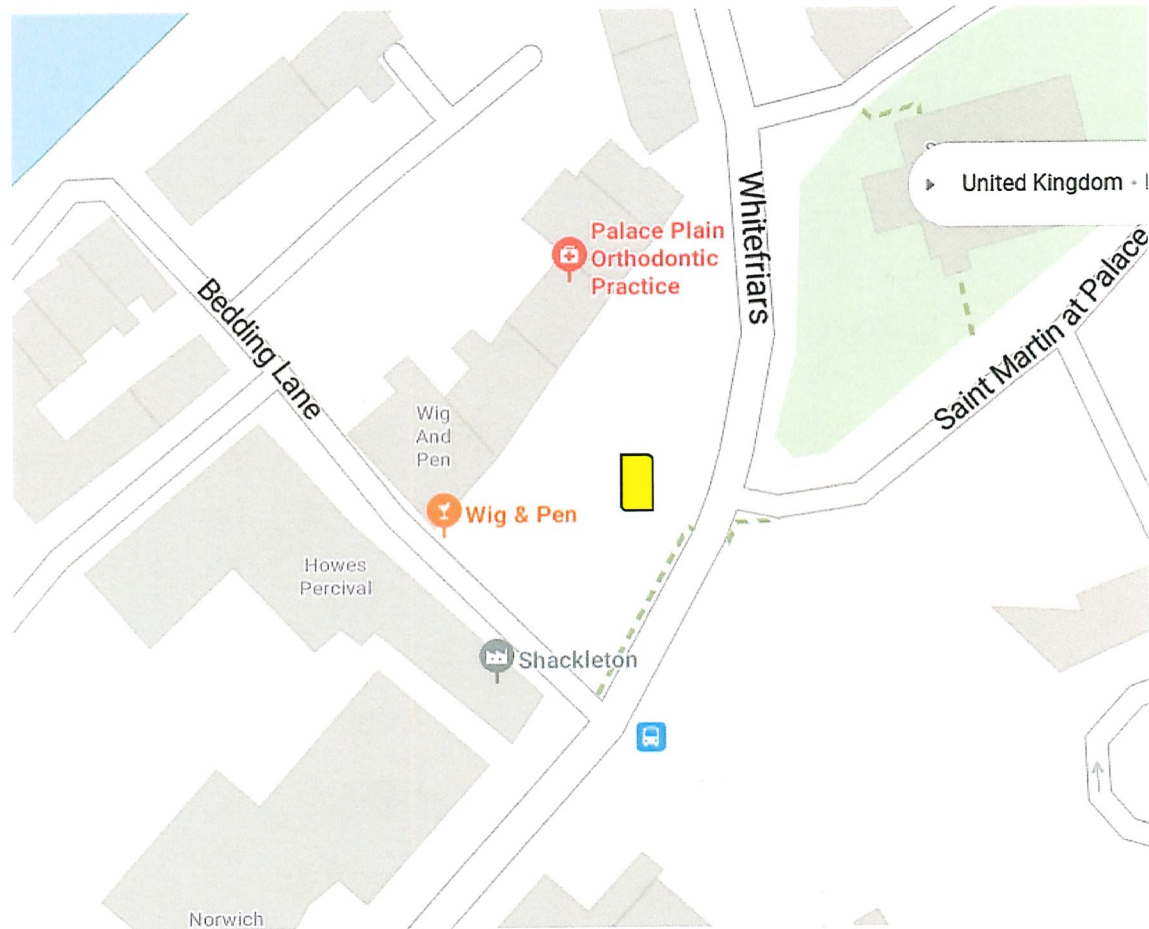 United Kingdom
Palace Plain
Orthodontic
Practice
Whitefriars
Bedding Lane
Saint Martin at Palace
Wig
And
Pen
Wig & Pen
Howes
Percival
Shackleton
Norwich